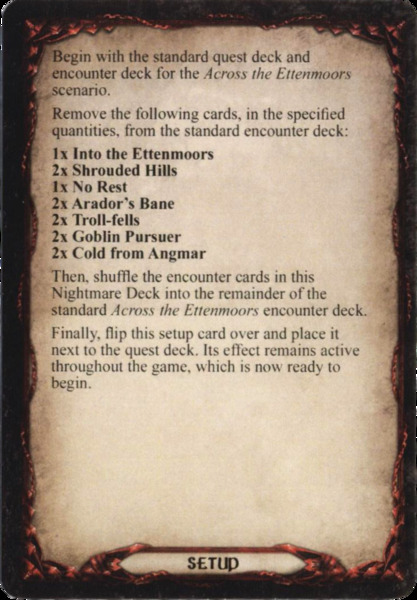 Begin with the standard quest deck and
encounter deck for the Across the Ettenmoors
scenario.
Remove the following cards, in the specified
quantities, from the standard encounter deck:
1x Into the Ettenmoors
2x Shrouded Hills
1x No Rest
2x Arador's Bane
2x Troll-fells
2x Goblin Pursuer
2x Cold from Angmar
Then, shuffle the encounter cards in this
Nightmare Deck into the remainder of the
standard Across the Ettenmoors encounter deck.
Finally, flip this setup card over and place it
next to the quest deck. Its effect remains active
throughout the game, which is now ready to
begin.
SETUP